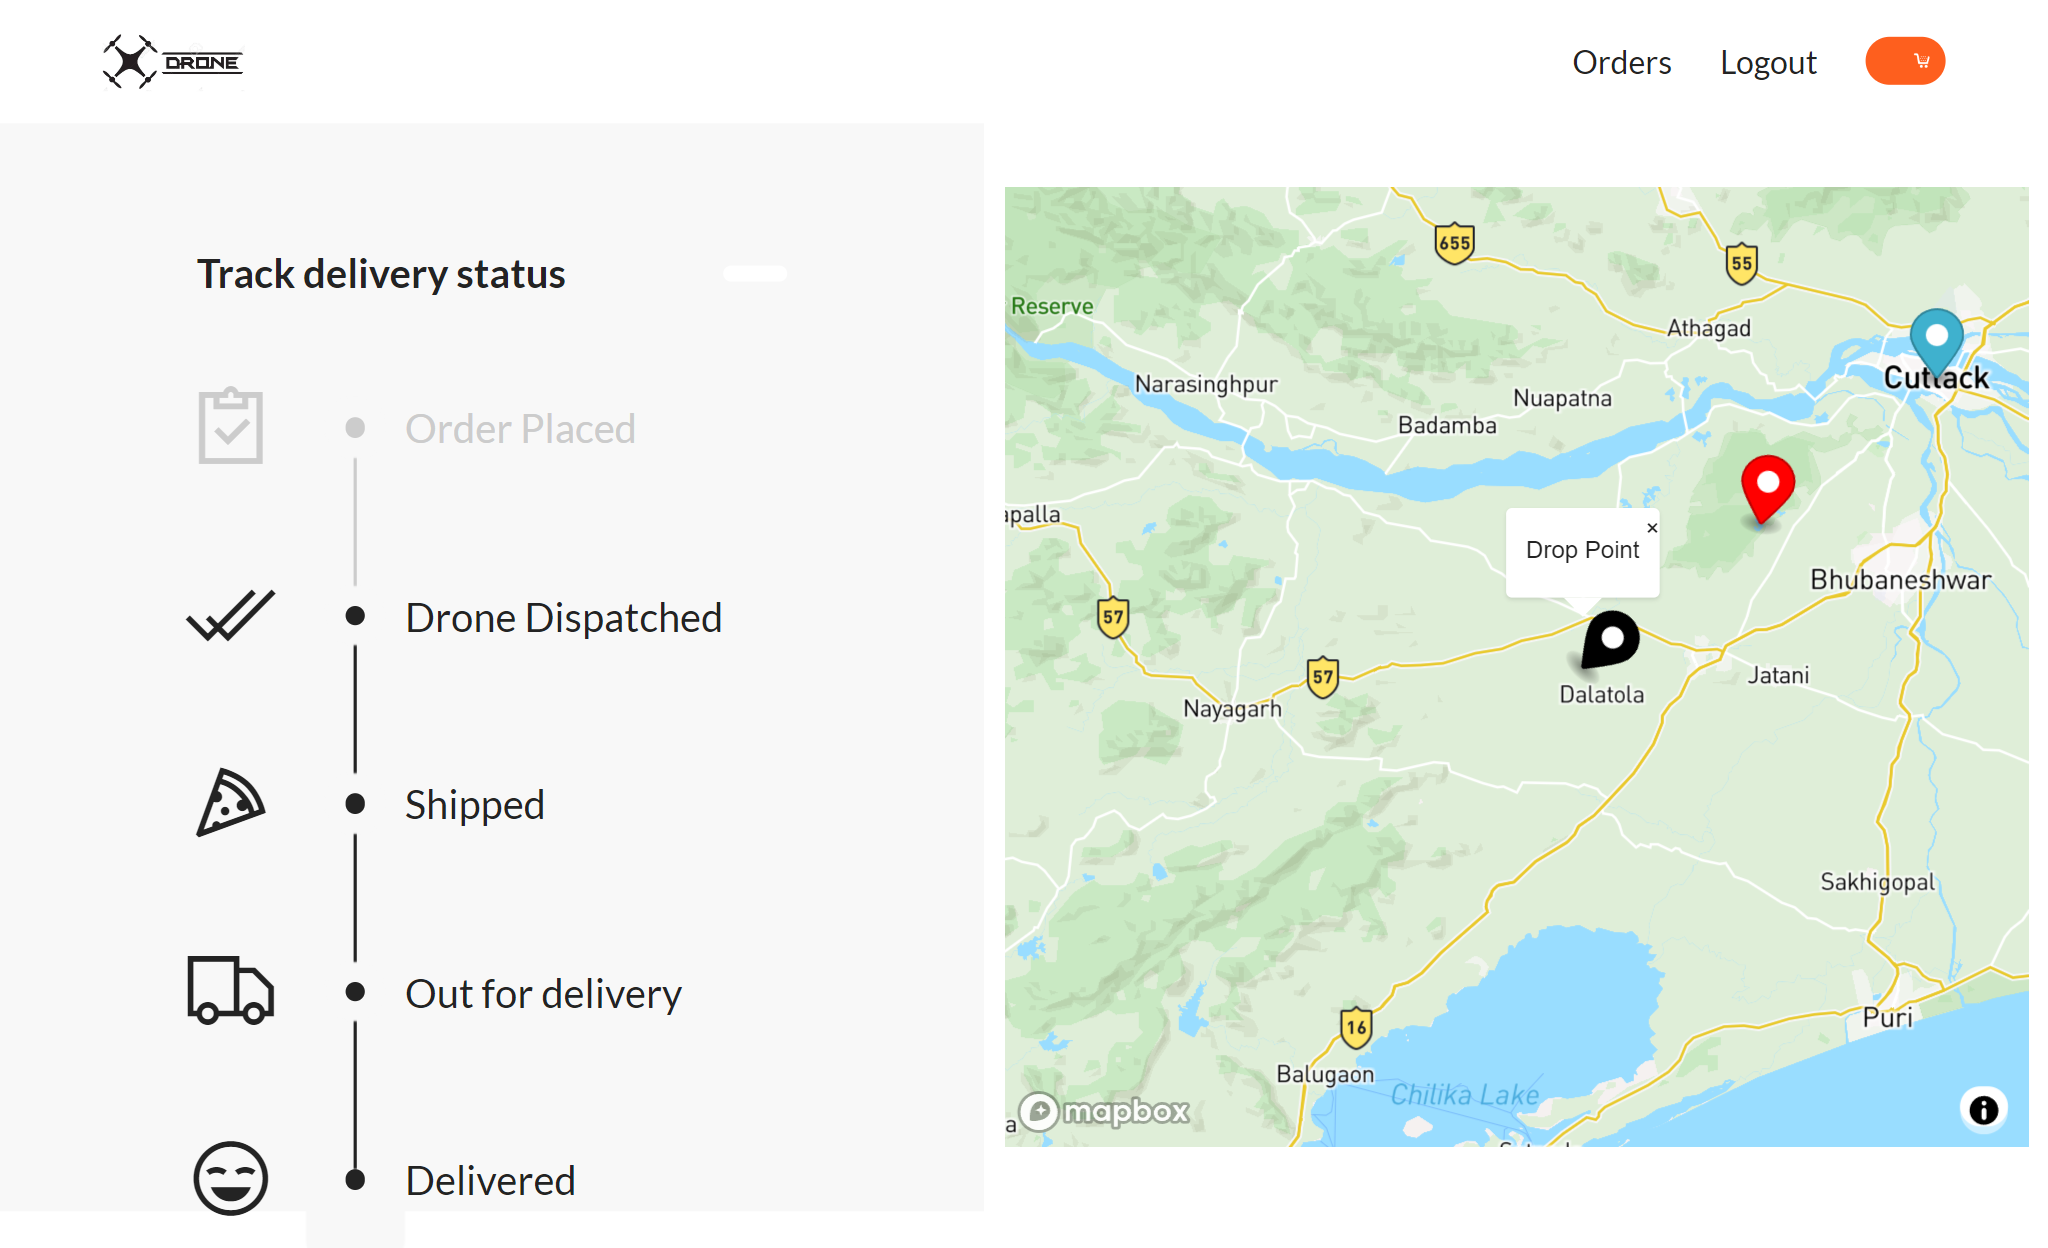 DRONE
Orders
Logout
Track delivery status
Order Placed
Drone Dispatched
Shipped
Out for delivery
Delivered
655
55
Reserve
Athagad
Narasinghpur
Cuttack
Nuapatna
Badamba
apalla
×
Drop Point
Bhubaneshwar
57
57
Jatani
Dalatola
Nayagarh
Sakhigopal
Puri
16
Balugaon
Chilika Lake
mapbox
a